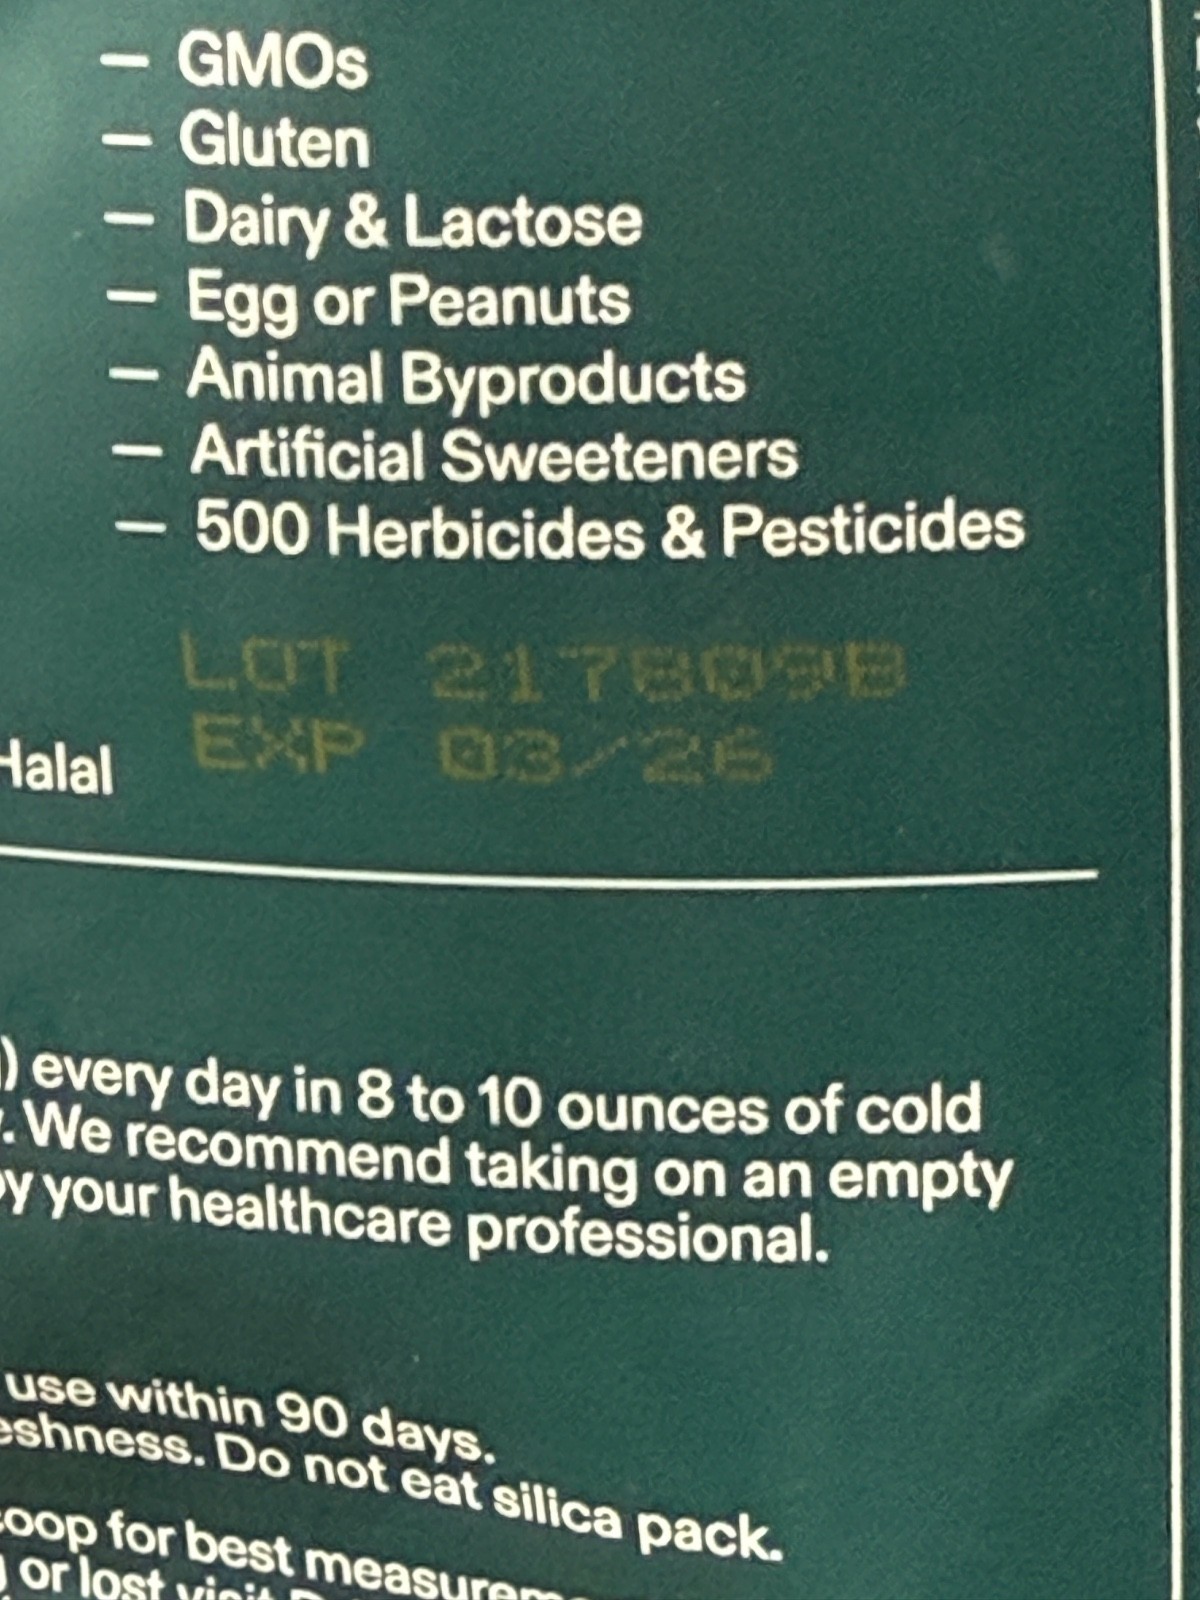 — GMOs
— Gluten
— Dairy & Lactose
— Egg or Peanuts
— Animal Byproducts
— Artificial Sweeteners
— 500 Herbicides & Pesticides
LOT
EXP 03/26
Halal
) every day in 8 to 10 ounces of cold
. We recommend taking on an empty
by your healthcare professional.
use within 90 days.
Do not eat silica pack.
for best
or lost visit